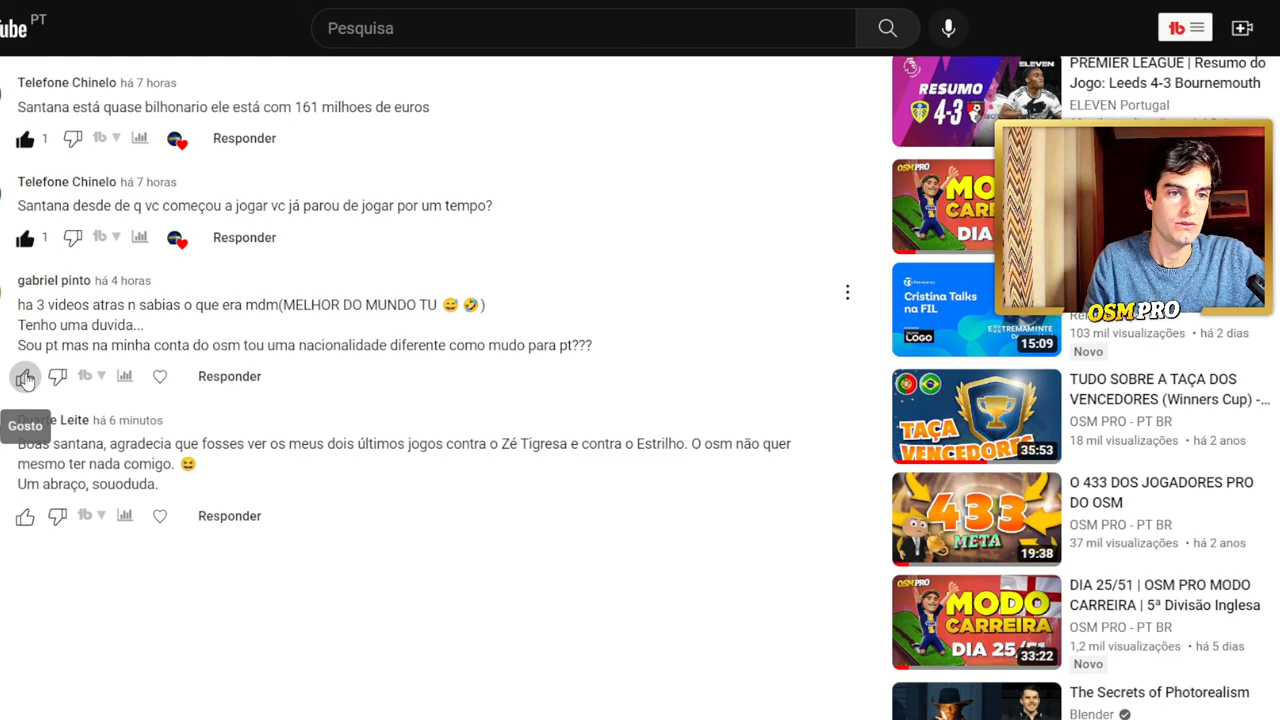 Tube PT
Pesquisa
Telefone Chinelo há 7 horas
Santana está quase bilhonario ele está com 161 milhoes de euros
1
Responder
Telefone Chinelo há 7 horas
Santana desde de q vc começou a jogar vc já parou de jogar por um tempo?
1
Responder
gabriel pinto há 4 horas
ha 3 videos atras n sabias o que era mdm(MELHOR DO MUNDO TU 😅 🤣)
Tenho uma duvida...
Sou pt mas na minha conta do osm tou uma nacionalidade diferente como mudo para pt???
Responder
Gosto
Leite há 6 minutos
Boas santana, agradecia que fosses ver os meus dois últimos jogos contra o Zé Tigresa e contra o Estrilho. O osm não quer
mesmo ter nada comigo. 😆
Um abraço, souoduda.
Responder
ELEVEN
RESUMO
4-3
PREMIER LEAGUE | Resumo do
Jogo: Leeds 4-3 Bournemouth
ELEVEN Portugal
OSM PRO
MO
CARR
DIA
OSM PRO
Cristina Talks
na FIL
LOGO
15:09
103 mil visualizações • há 2 dias
Novo
TAÇA
VENCEDORES
35:53
TUDO SOBRE A TAÇA DOS
VENCEDORES (Winners Cup) -...
OSM PRO - PT BR
18 mil visualizações • há 2 anos
433
META
19:38
O 433 DOS JOGADORES PRO
DO OSM
OSM PRO - PT BR
37 mil visualizações • há 2 anos
OSM PRO
MODO
CARREIRA
DIA 25/51
33:22
DIA 25/51 | OSM PRO MODO
CARREIRA | 5ª Divisão Inglesa
OSM PRO - PT BR
1,2 mil visualizações • há 5 dias
Novo
The Secrets of Photorealism
Blender